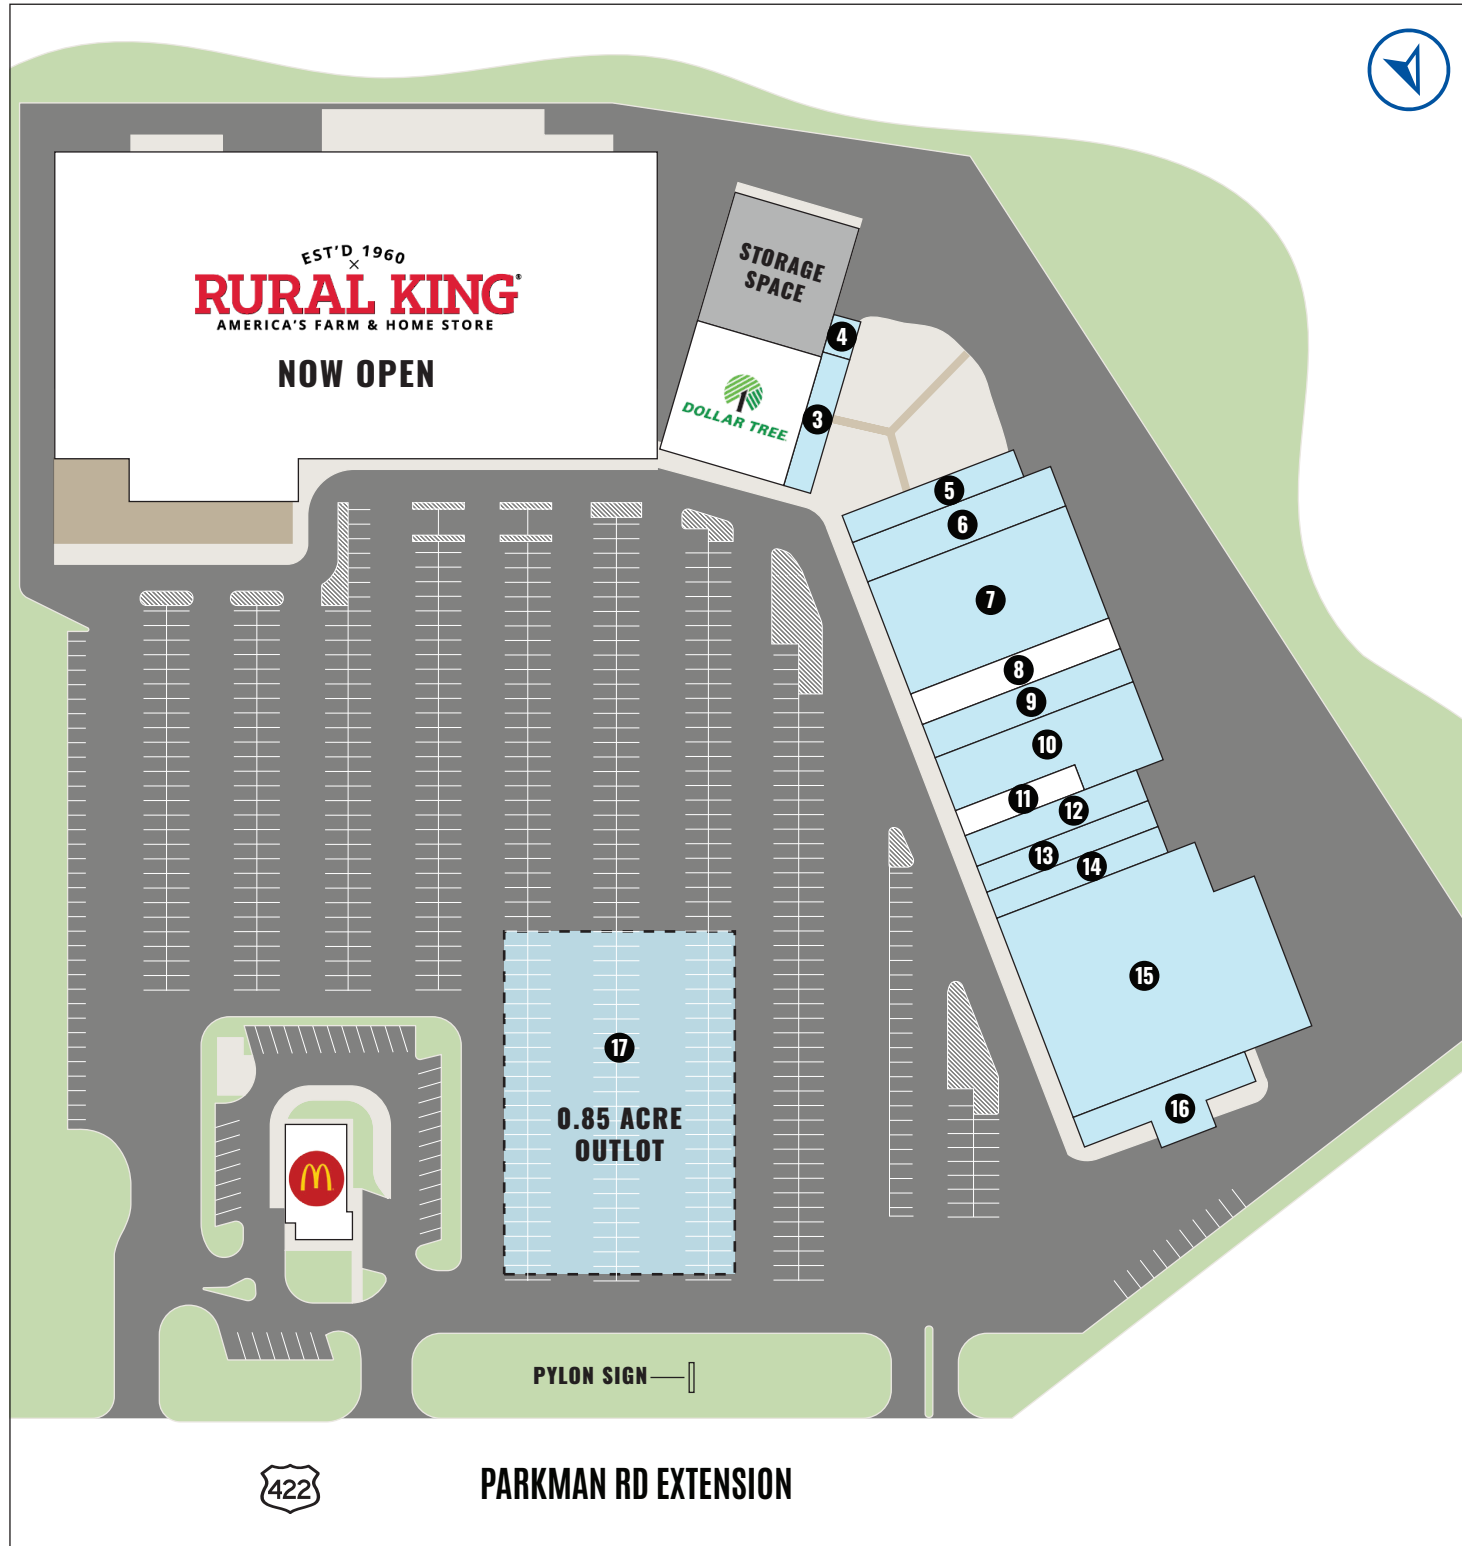 EST'D 1960
×
RURAL KING®
AMERICA'S FARM & HOME STORE
NOW OPEN
STORAGE
SPACE
4
DOLLAR TREE
3
5
6
7
8
9
10
11
12
13
14
15
16
17
0.85 ACRE
OUTLOT
M
PYLON SIGN
422
PARKMAN RD EXTENSION